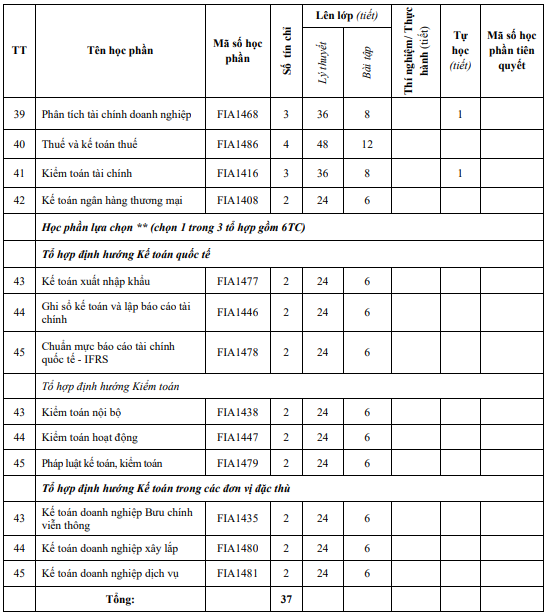 TT Tên học phần Mã số học phần Số tín chỉ Lên lớp (tiết) Lý thuyết Bài tập Thí nghiệm/ Thực hành (tiết) Tự học (tiết) Mã số học phần tiên quyết
39 Phân tích tài chính doanh nghiệp FIA1468 3 36 8 1
40 Thuế và kế toán thuế FIA1486 4 48 12
41 Kiểm toán tài chính FIA1416 3 36 8 1
42 Kế toán ngân hàng thương mại FIA1408 2 24 6
Học phần lựa chọn ** (chọn 1 trong 3 tổ hợp gồm 6TC)
Tổ hợp định hướng Kế toán quốc tế
43 Kế toán xuất nhập khẩu FIA1477 2 24 6
44 Ghi sổ kế toán và lập báo cáo tài chính FIA1446 2 24 6
45 Chuẩn mực báo cáo tài chính quốc tế - IFRS FIA1478 2 24 6
Tổ hợp định hướng Kiểm toán
43 Kiểm toán nội bộ FIA1438 2 24 6
44 Kiểm toán hoạt động FIA1447 2 24 6
45 Pháp luật kế toán, kiểm toán FIA1479 2 24 6
Tổ hợp định hướng Kế toán trong các đơn vị đặc thù
43 Kế toán doanh nghiệp Bưu chính viễn thông FIA1435 2 24 6
44 Kế toán doanh nghiệp xây lắp FIA1480 2 24 6
45 Kế toán doanh nghiệp dịch vụ FIA1481 2 24 6
Tổng: 37